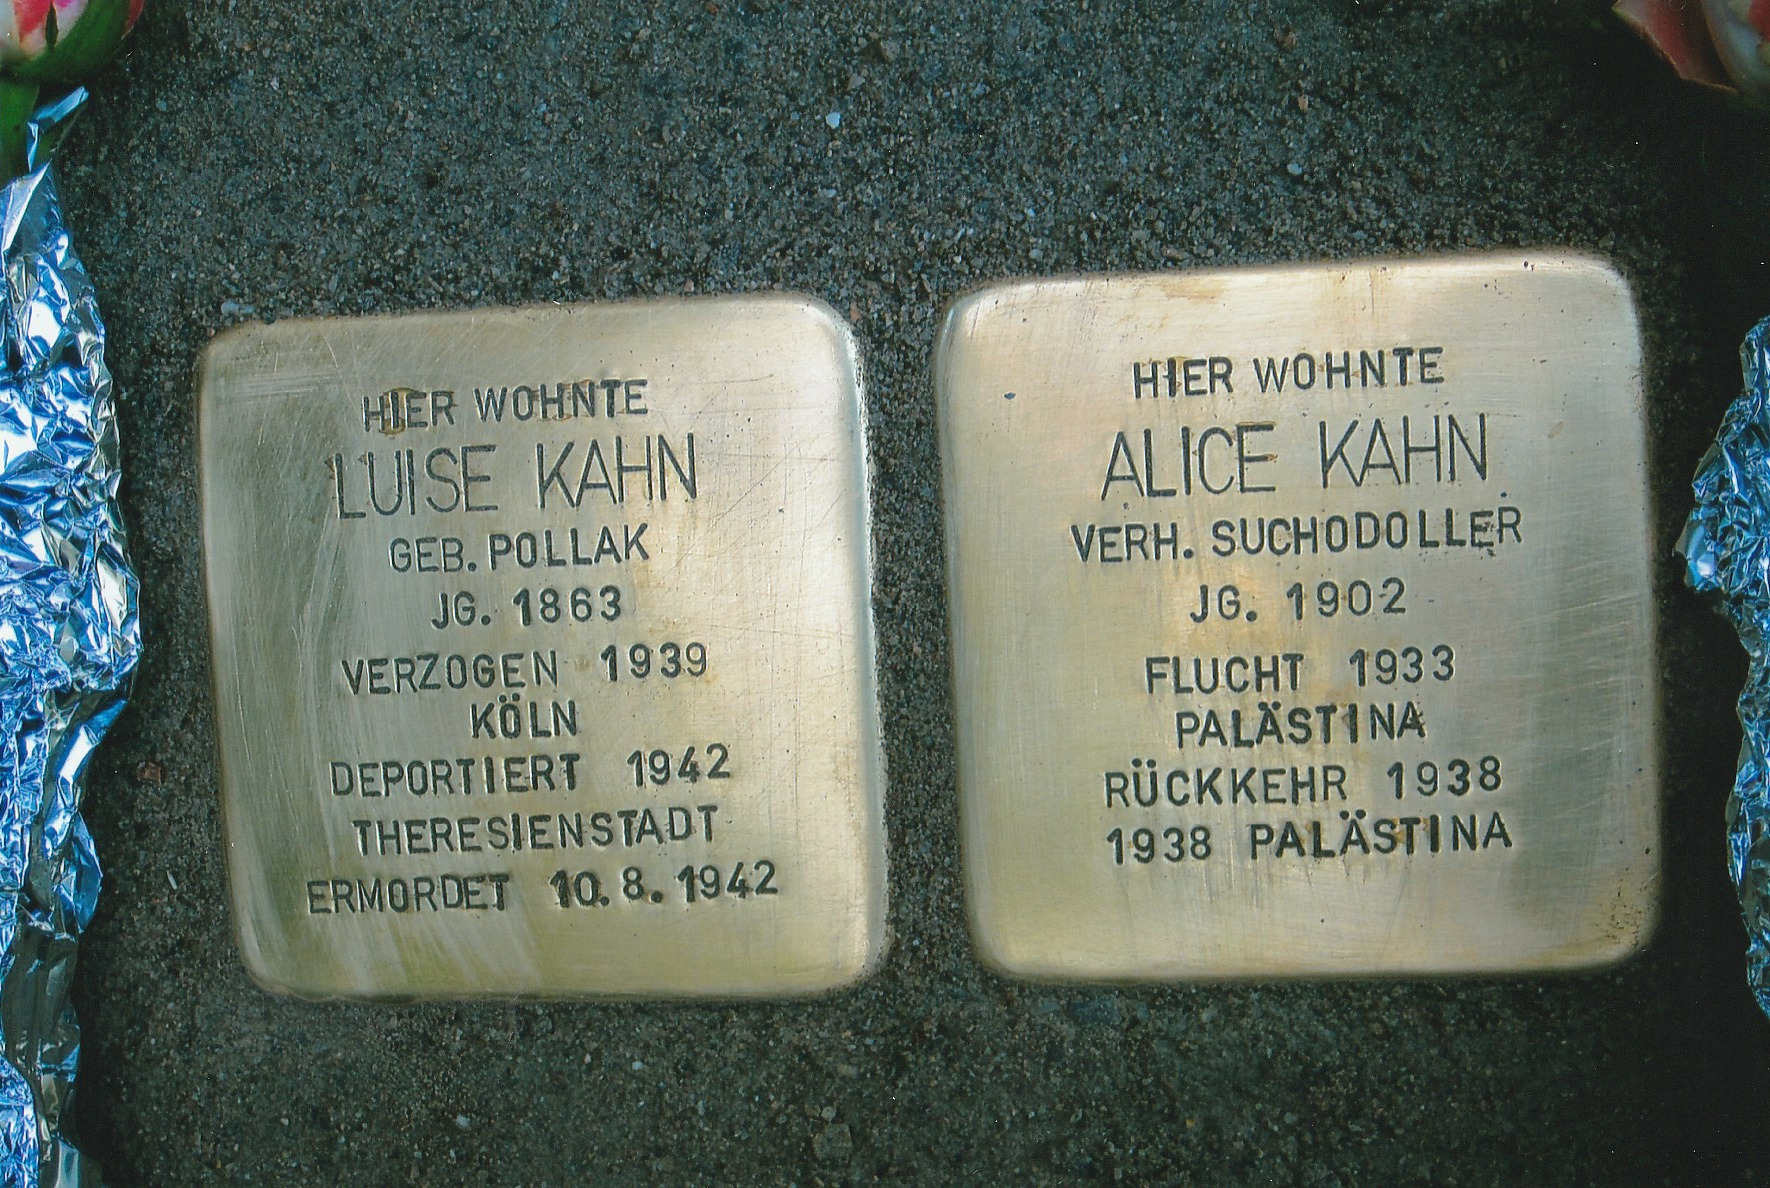 HIER WOHNTE
LUISE KAHN
GEB. POLLAK
JG. 1863
VERZOGEN 1939
KÖLN
DEPORTIERT 1942
THERESIENSTADT
ERMORDET 10.8.1942
HIER WOHNTE
ALICE KAHN
VERH. SUCHODOLLER
JG. 1902
FLUCHT 1933
PALÄSTINA
RÜCKKEHR 1938
1938 PALÄSTINA